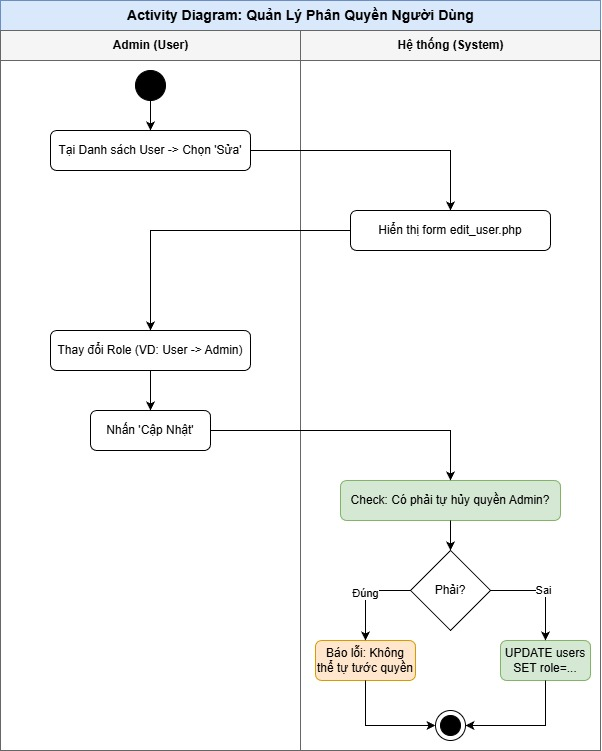 Activity Diagram: Quản Lý Phân Quyền Người Dùng
Admin (User)
Hệ thống (System)
Tại Danh sách User -> Chọn 'Sửa'
Hiển thị form edit_user.php
Thay đổi Role (VD: User -> Admin)
Nhấn 'Cập Nhật'
Check: Có phải tự hủy quyền Admin?
Phải?
Đúng
Sai
Báo lỗi: Không
thể tự tước quyền
UPDATE users
SET role=...